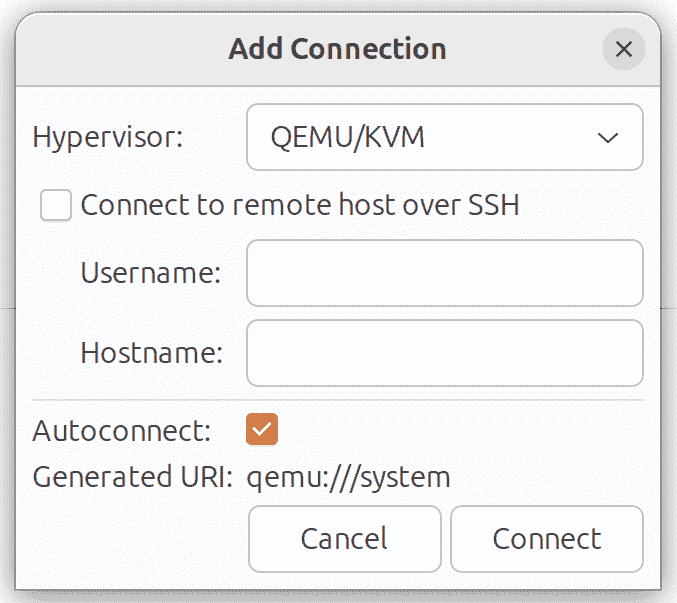 Add Connection
Hypervisor: QEMU/KVM
Connect to remote host over SSH
Username:
Hostname:
Autoconnect:
Generated URI: qemu:///system
Cancel Connect